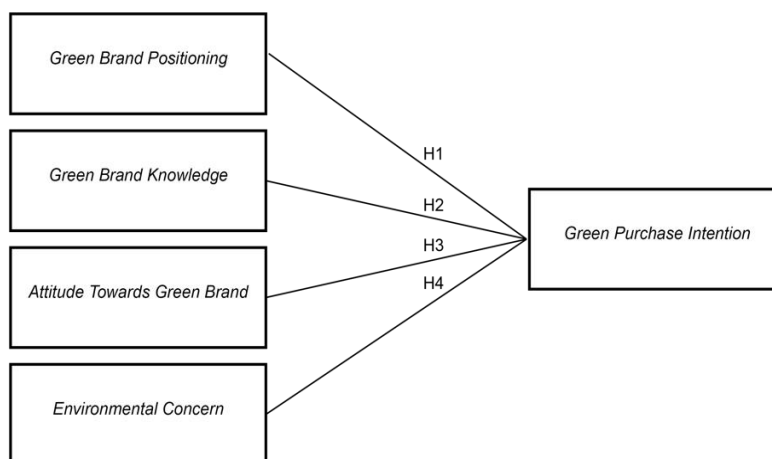 Green Brand Positioning
H1
Green Brand Knowledge
H2
Green Purchase Intention
H3
Attitude Towards Green Brand
H4
Environmental Concern